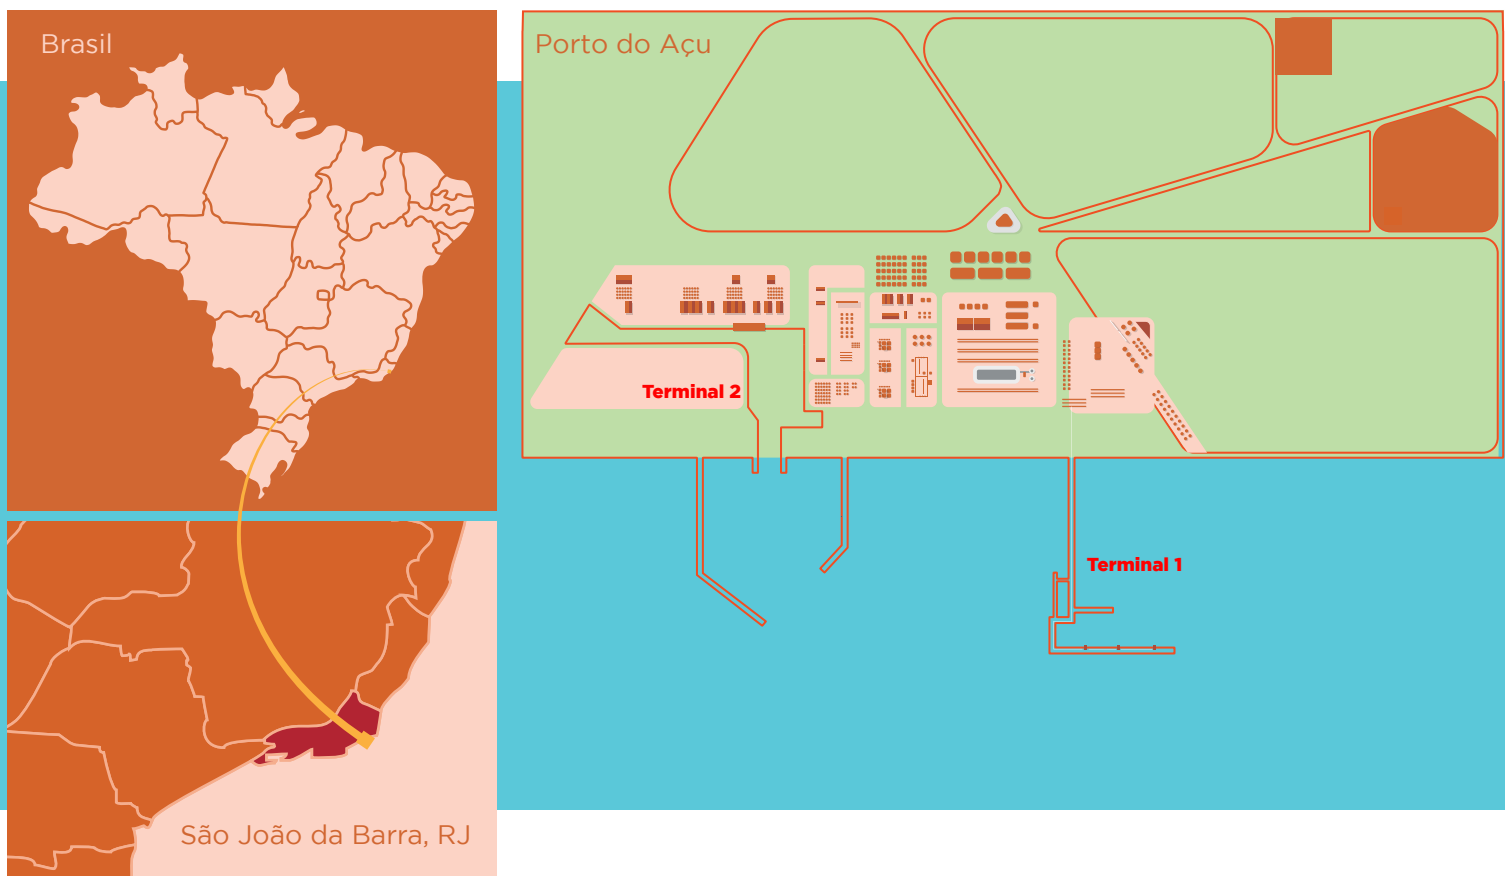 Brasil
Porto do Açu
Terminal 2
Terminal 1
São João da Barra, RJ